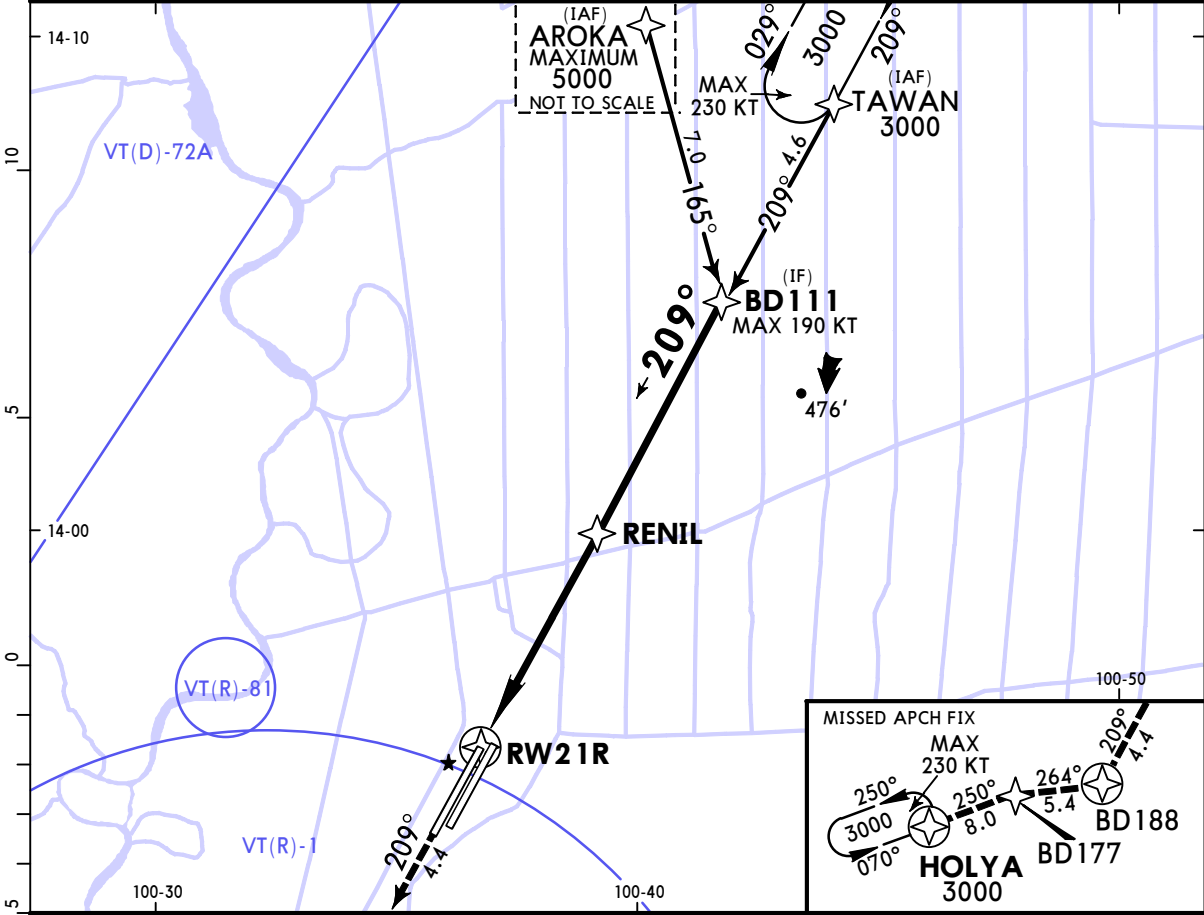 14-10
(IAF)
AROKA
MAXIMUM
5000
NOT TO SCALE
029°
3000
209°
MAX
230 KT
(IAF)
TAWAN
3000
VT(D)-72A
10
7.0
165°
4.6
209°
(IF)
BD111
MAX 190 KT
209°
476'
5
14-00
RENIL
0
VT(R)-81
RW21R
VT(R)-1
209°
4.4
5
100-30
100-40
100-50
MISSED APCH FIX
MAX
230 KT
209°
4.4
250°
3000
070°
250°
8.0
264°
5.4
BD188
BD177
HOLYA
3000